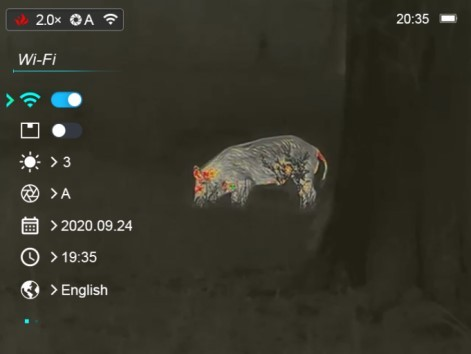 2.0× A
20:35
Wi-Fi
> 3
> A
> 2020.09.24
> 19:35
> English